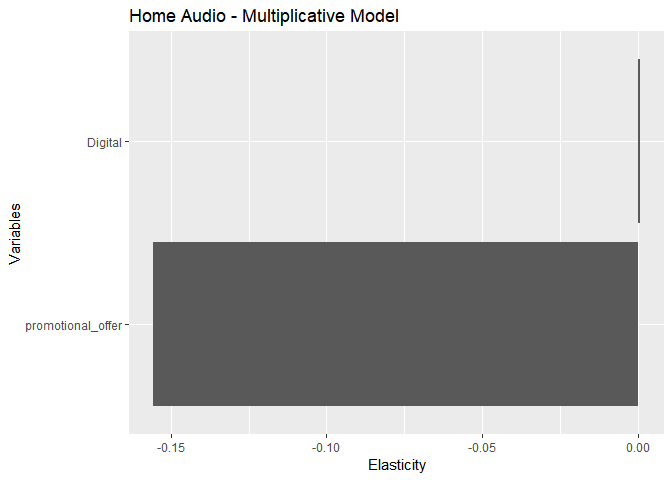 Home Audio - Multiplicative Model
Variables
Digital
promotional_offer
-0.15 -0.10 -0.05 0.00
Elasticity